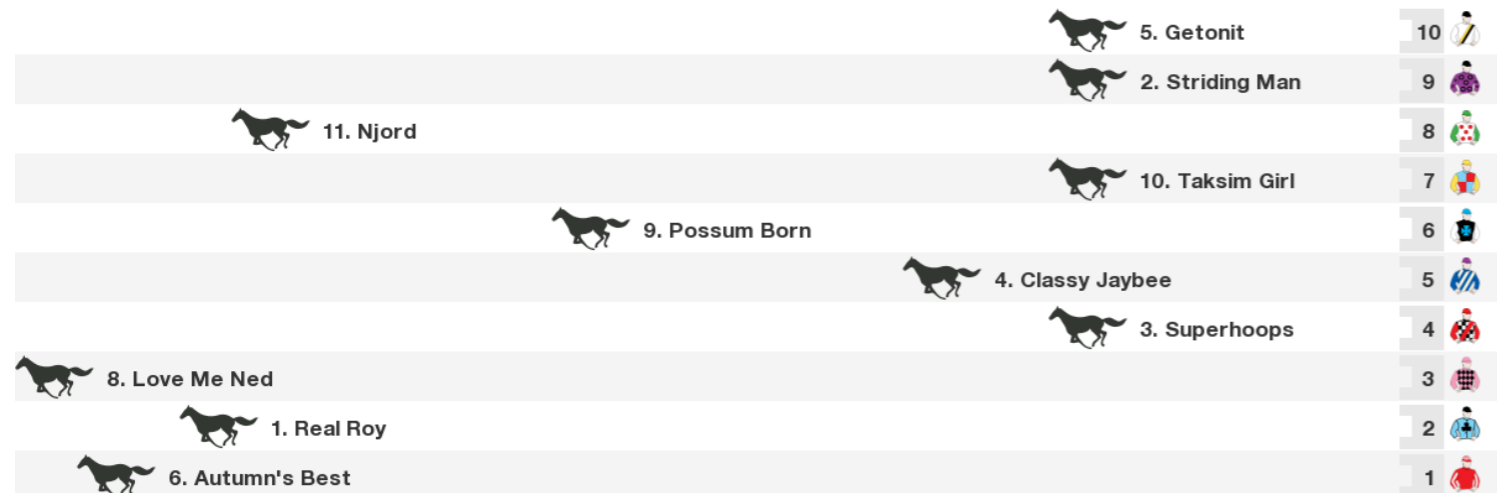 5. Getonit 10
2. Striding Man 9
11. Njord 8
10. Taksim Girl 7
9. Possum Born 6
4. Classy Jaybee 5
3. Superhoops 4
8. Love Me Ned 3
1. Real Roy 2
6. Autumn's Best 1